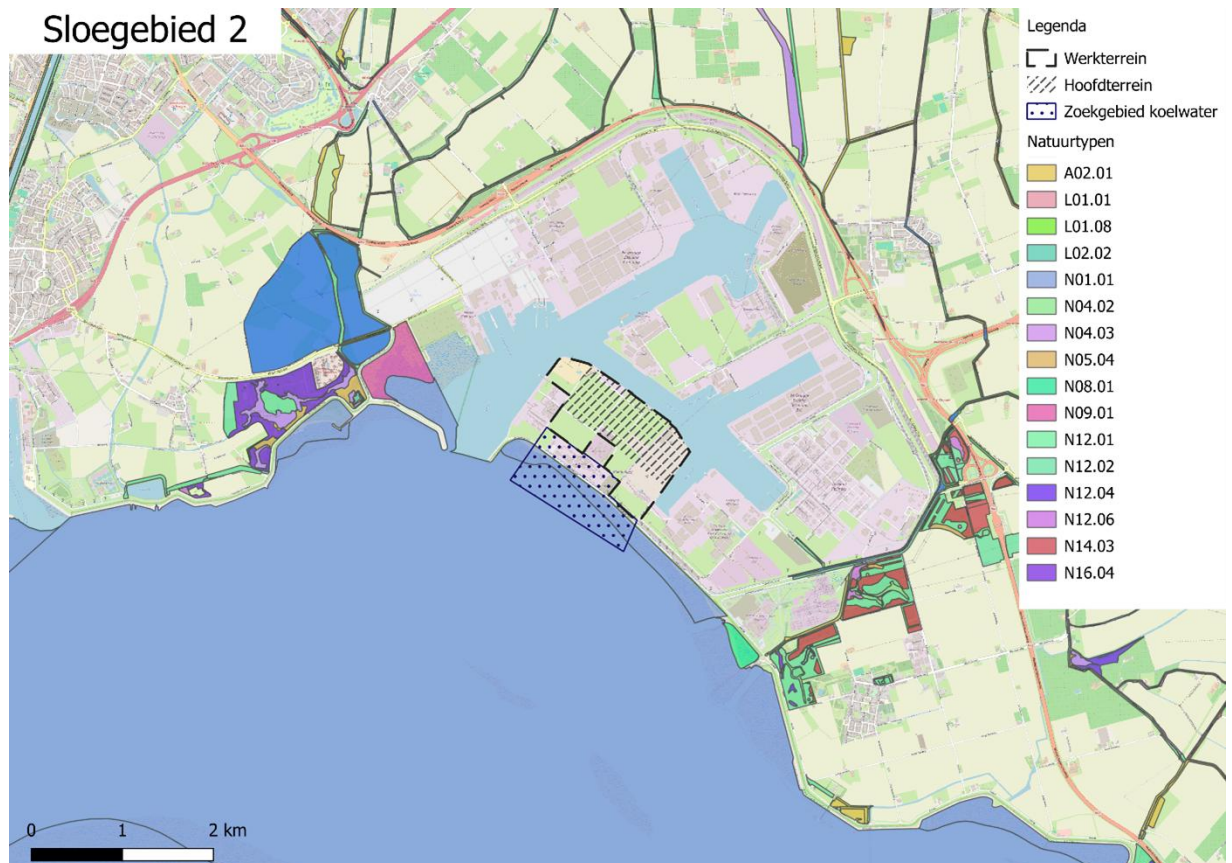 Sloegebied 2
Legenda
Werkterrein
Hoofdterrein
Zoekgebied koelwater
Natuurtypen
A02.01
L01.01
L01.08
L02.02
N01.01
N04.02
N04.03
N05.04
N08.01
N09.01
N12.01
N12.02
N12.04
N12.06
N14.03
N16.04
0 1 2 km